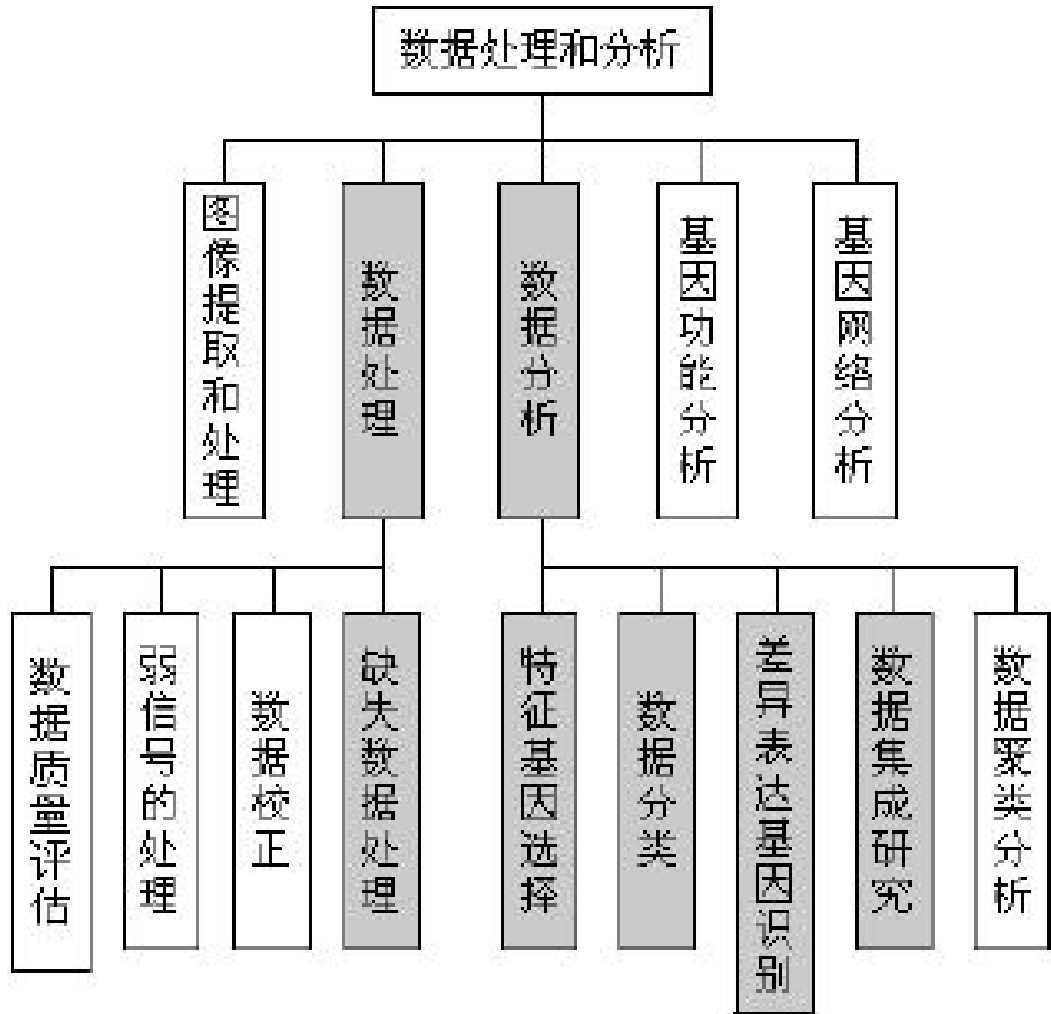 数据处理和分析
图像提取和处理
数据处理
数据分析
基因功能分析
基因网络分析
数据质量评估
弱信号的处理
数据校正
缺失数据处理
特征基因选择
数据分类
差异表达基因识别
数据集成研究
数据聚类分析